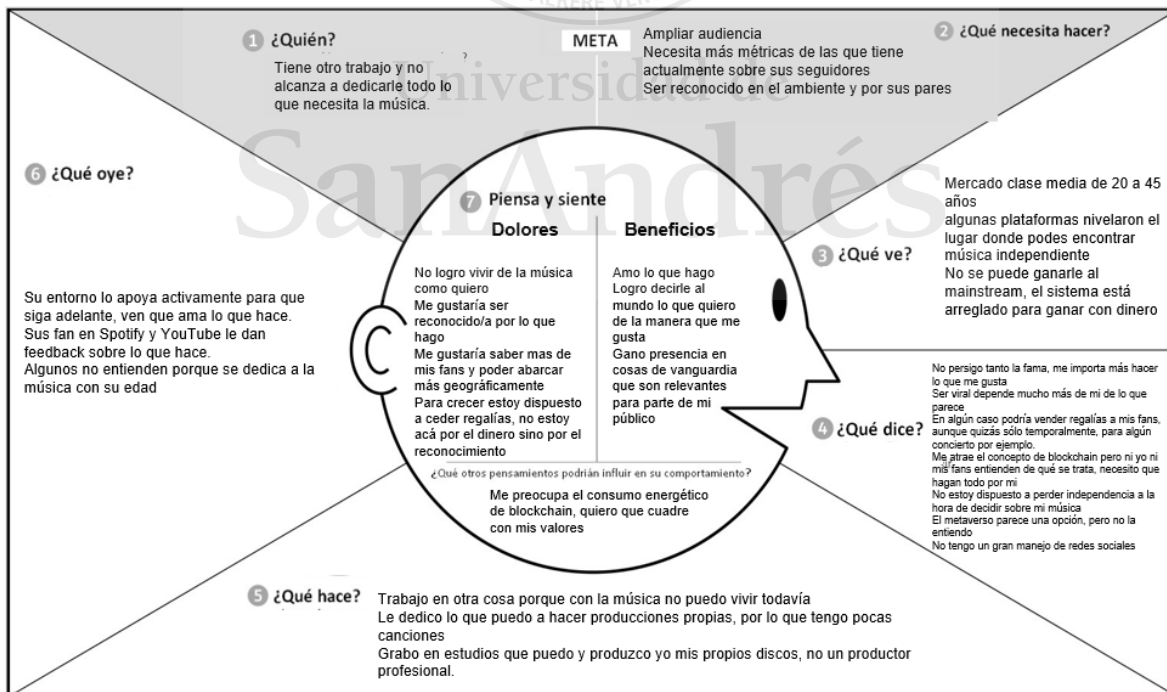 ① ¿Quién?
Tiene otro trabajo y no
alcanza a dedicarle todo lo
que necesita la música.
META
Ampliar audiencia
Necesita más métricas de las que tiene
actualmente sobre sus seguidores
Ser reconocido en el ambiente y por sus pares
② ¿Qué necesita hacer?
Universidad de
SanAndrés
③ ¿Qué ve?
Mercado clase media de 20 a 45
años
algunas plataformas nivelaron el
lugar donde podes encontrar
música independiente
No se puede ganarle al
mainstream, el sistema está
arreglado para ganar con dinero
④ ¿Qué dice?
No persigo tanto la fama, me importa más hacer
lo que me gusta
Ser viral depende mucho más de mi de lo que
parece
En algún caso podría vender regalías a mis fans,
aunque quizás sólo temporalmente, para algún
concierto por ejemplo.
Me atrae el concepto de blockchain pero ni yo ni
mis fans entienden de qué se trata, necesito que
hagan todo por mi
No estoy dispuesto a perder independencia a la
hora de decidir sobre mi música
El metaverso parece una opción, pero no la
entiendo
No tengo un gran manejo de redes sociales
⑤ ¿Qué hace?
Trabajo en otra cosa porque con la música no puedo vivir todavía
Le dedico lo que puedo a hacer producciones propias, por lo que tengo pocas
canciones
Grabo en estudios que puedo y produzco yo mis propios discos, no un productor
profesional.
⑥ ¿Qué oye?
Su entorno lo apoya activamente para que
siga adelante, ven que ama lo que hace.
Sus fan en Spotify y YouTube le dan
feedback sobre lo que hace.
Algunos no entienden porque se dedica a la
música con su edad
⑦ Piensa y siente
Dolores
No logro vivir de la música
como quiero
Me gustaría ser
reconocido/a por lo que
hago
Me gustaría saber mas de
mis fans y poder abarcar
más geográficamente
Para crecer estoy dispuesto
a ceder regalías, no estoy
acá por el dinero sino por el
reconocimiento
Beneficios
Amo lo que hago
Logro decirle al
mundo lo que quiero
de la manera que me
gusta
Gano presencia en
cosas de vanguardia
que son relevantes
para parte de mi
público
¿Qué otros pensamientos podrían influir en su comportamiento?
Me preocupa el consumo energético
de blockchain, quiero que cuadre
con mis valores